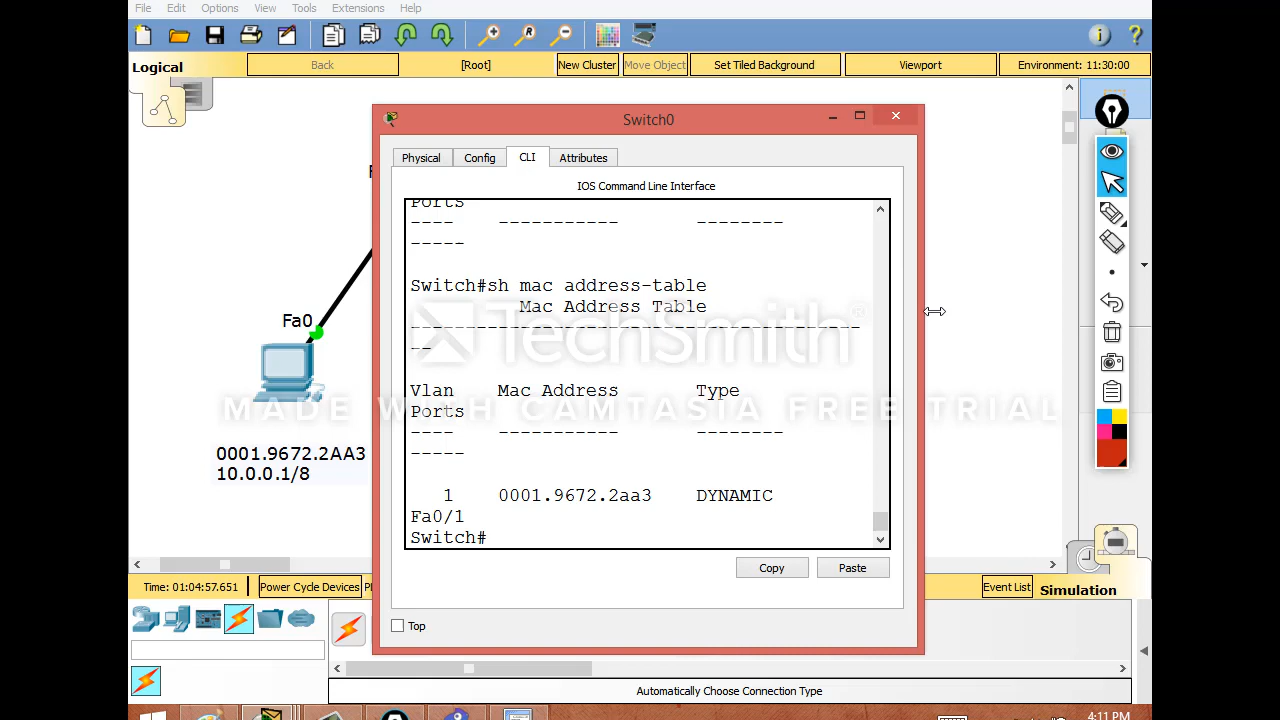 File Edit Options View Tools Extensions Help
Logical Back [Root] New Cluster Move Object Set Tiled Background Viewport Environment: 11:30:00
Switch0
Physical Config CLI Attributes
IOS Command Line Interface
Ports
---- ----------- --------
-----
Switch#sh mac address-table
Mac Address Table
-----------------------------------------
--
Vlan Mac Address Type
Ports
---- ----------- --------
-----
1 0001.9672.2aa3 DYNAMIC
Fa0/1
Switch#
Copy Paste
Top
Fa0
0001.9672.2AA3
10.0.0.1/8
TechSmith®
MADE WITH CAMTASIA FREE TRIAL
Time: 01:04:57.651 Power Cycle Devices Event List Simulation
Automatically Choose Connection Type
4:11 PM